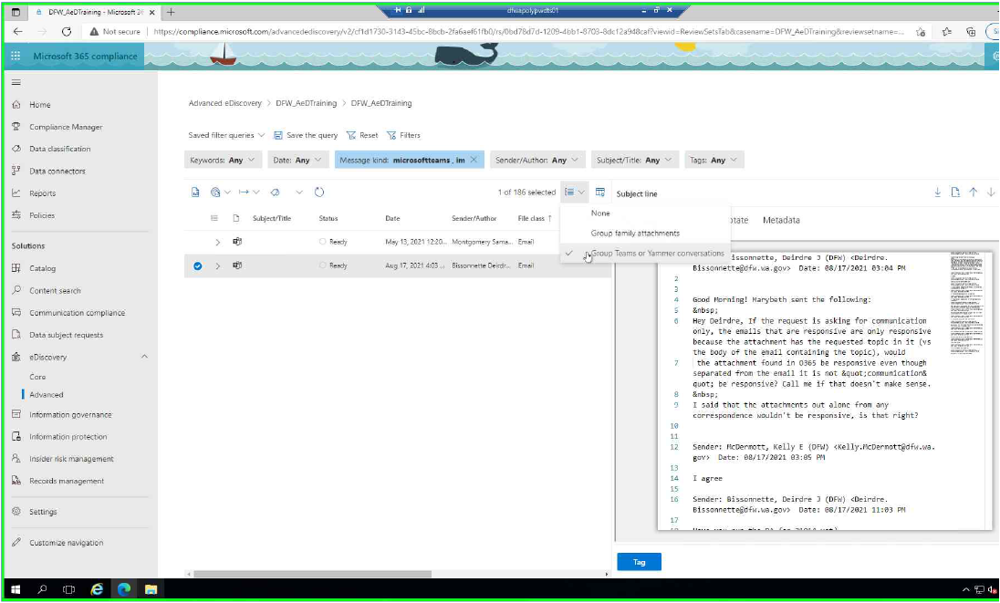 DFW_AeDTraining - Microsoft 36
dfwapolypwdts01
Not secure
https://compliance.microsoft.com/advancedediscovery/v2/cf1d1730-3143-45bc-8bcb-2fa6aef61fb0/rs/0bd78d7d-1209-4bb1-8703-8dc12a948caf?viewid=ReviewSetsTab&casename=DFW_AeDTraining&reviewsetname=...
Microsoft 365 compliance
Home
Compliance Manager
Data classification
Data connectors
Reports
Policies
Solutions
Catalog
Content search
Communication compliance
Data subject requests
eDiscovery
Core
Advanced
Information governance
Information protection
Insider risk management
Records management
Settings
Customize navigation
Advanced eDiscovery > DFW_AeDTraining > DFW_AeDTraining
Saved filter queries Save the query Reset Filters
Keywords: Any Date: Any Message kind: microsoftteams , im Sender/Author: Any Subject/Title: Any Tags: Any
1 of 186 selected
Subject/Title Status Date Sender/Author File class ↑
Ready May 13, 2021 12:20... Montgomery Sama... Email
Ready Aug 17, 2021 4:03 ... Bissonnette Deirdr... Email
None
Group family attachments
Group Teams or Yammer conversations
Subject line
otate Metadata
issonnette, Deirdre J (DFW) <Deirdre.
Bissonnette@dfw.wa.gov> Date: 08/17/2021 03:04 PM
2
3
4 Good Morning! Marybeth sent the following:
5 &nbsp;
6 Hey Deirdre, If the request is asking for communication
only, the emails that are responsive are only responsive
because the attachment has the requested topic in it (vs
the body of the email containing the topic), would
7 the attachment found in O365 be responsive even though
separated from the email it is not &quot;communication&
quot; be responsive? Call me if that doesn't make sense.
8 &nbsp;
9 I said that the attachments out alone from any
correspondence wouldn't be responsive, is that right?
10
11
12 Sender: McDermott, Kelly E (DFW) <Kelly.McDermott@dfw.wa.
gov> Date: 08/17/2021 03:05 PM
13
14 I agree
15
16 Sender: Bissonnette, Deirdre J (DFW) <Deirdre.
Bissonnette@dfw.wa.gov> Date: 08/17/2021 11:03 PM
17
Tag